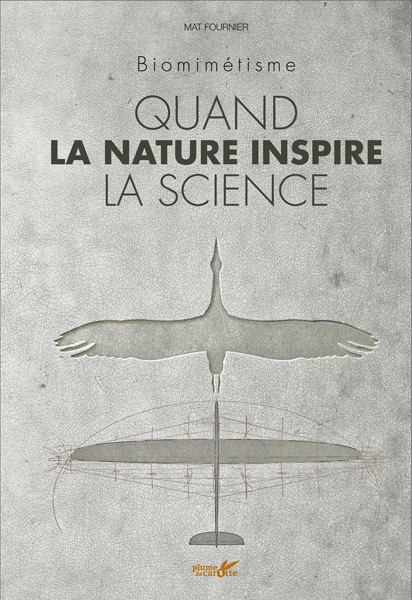 MAT FOURNIER
Biomimétisme
QUAND
LA NATURE INSPIRE
LA SCIENCE
plume
de carotte